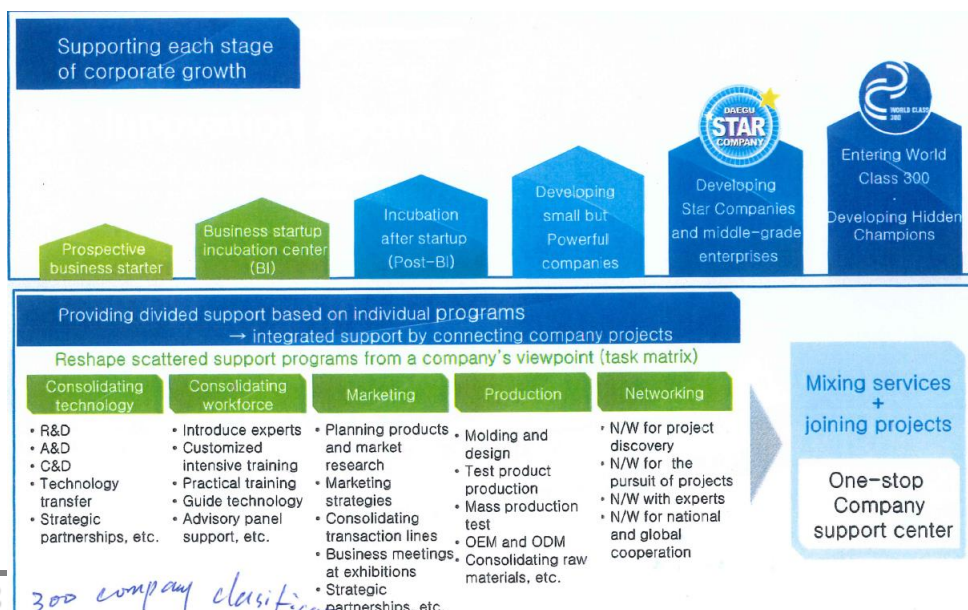 Supporting each stage
of corporate growth
Prospective
business starter
Business startup
incubation center
(BI)
Incubation
after startup
(Post-BI)
Developing
small but
Powerful
companies
DAEGU
STAR
COMPANY
Developing
Star Companies
and middle-grade
enterprises
WORLD CLASS
300
Entering World
Class 300
Developing Hidden
Champions
Providing divided support based on individual programs
→ integrated support by connecting company projects
Reshape scattered support programs from a company's viewpoint (task matrix)
Consolidating
technology
• R&D
• A&D
• C&D
• Technology
transfer
• Strategic
partnerships, etc.
Consolidating
workforce
• Introduce experts
• Customized
intensive training
• Practical training
• Guide technology
• Advisory panel
support, etc.
Marketing
• Planning products
and market
research
• Marketing
strategies
• Consolidating
transaction lines
• Business meetings
at exhibitions
• Strategic
partnerships, etc.
Production
• Molding and
design
• Test product
production
• Mass production
test
• OEM and ODM
• Consolidating raw
materials, etc.
Networking
• N/W for project
discovery
• N/W for the
pursuit of projects
• N/W with experts
• N/W for national
and global
cooperation
Mixing services
+
joining projects
One-stop
Company
support center
300 company